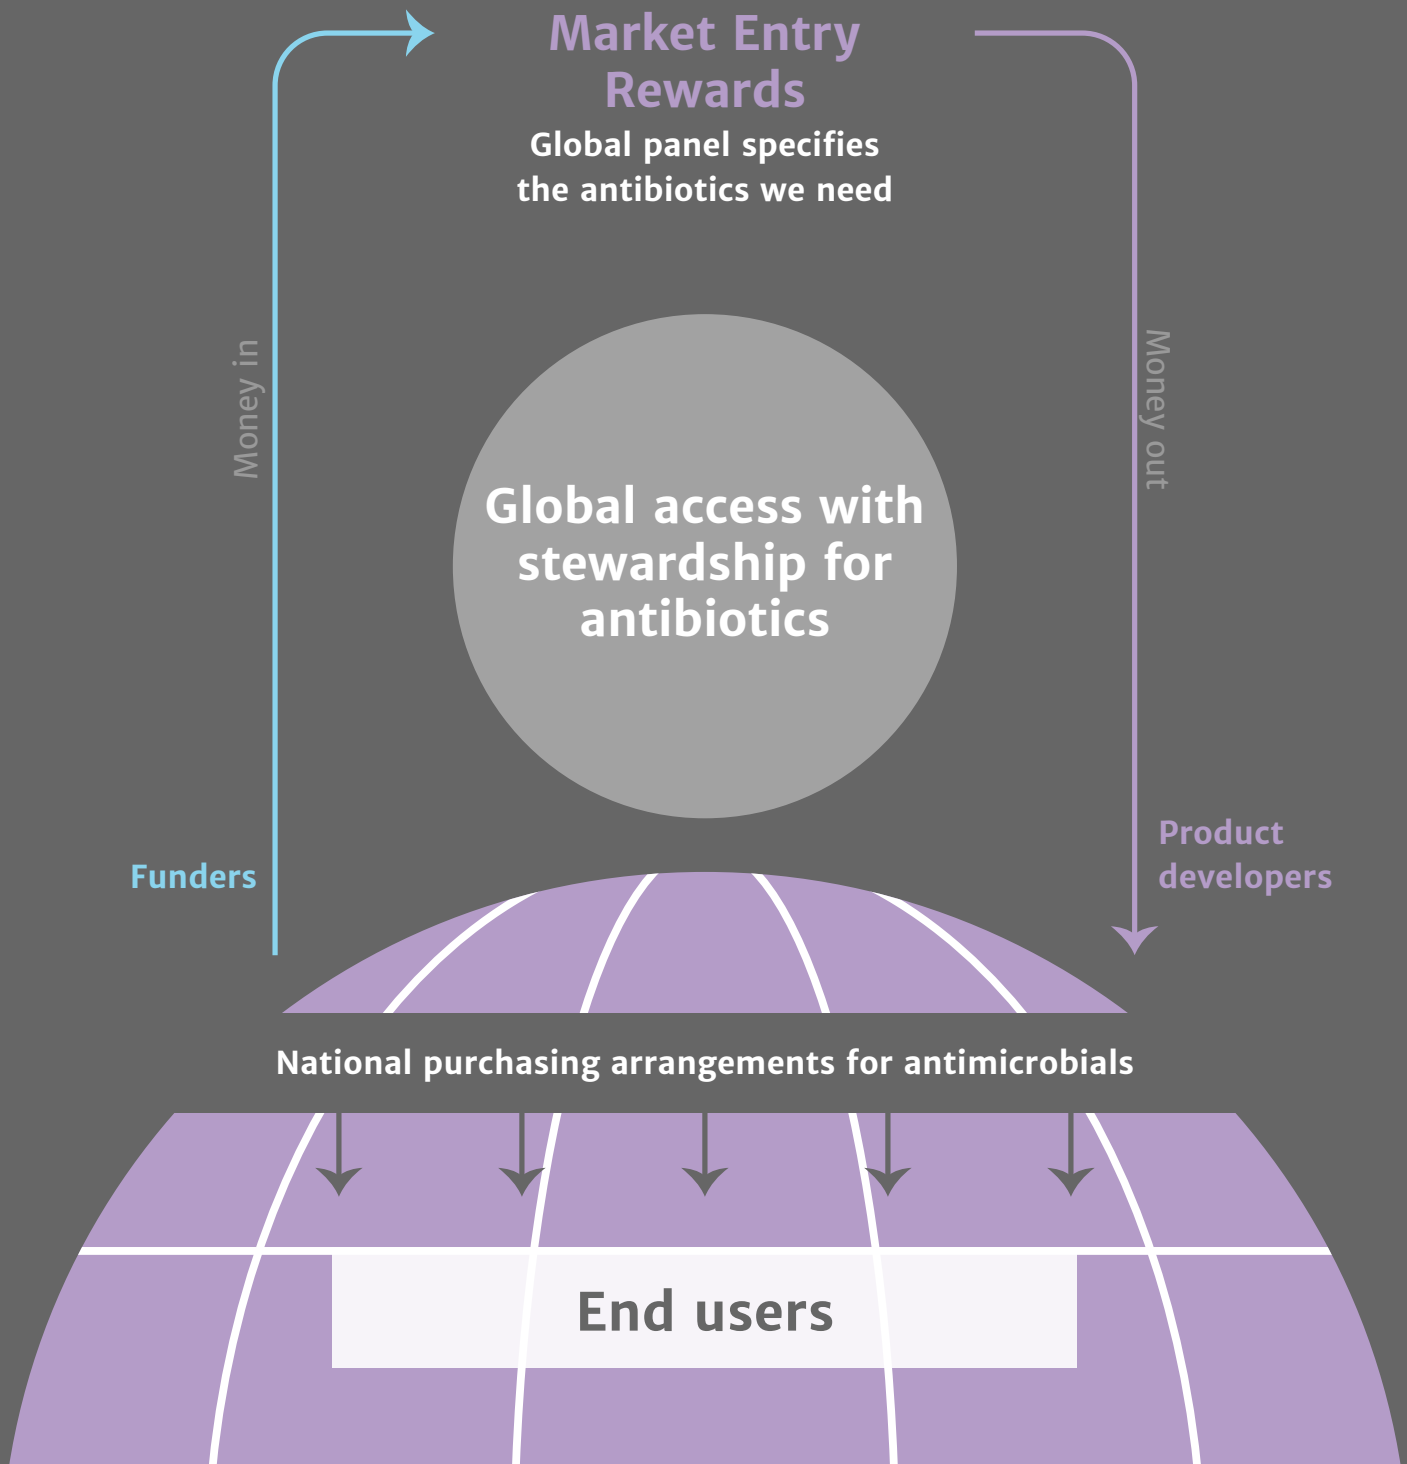 Market Entry
Rewards
Global panel specifies
the antibiotics we need
Money in
Money out
Global access with
stewardship for
antibiotics
Funders
Product
developers
National purchasing arrangements for antimicrobials
End users